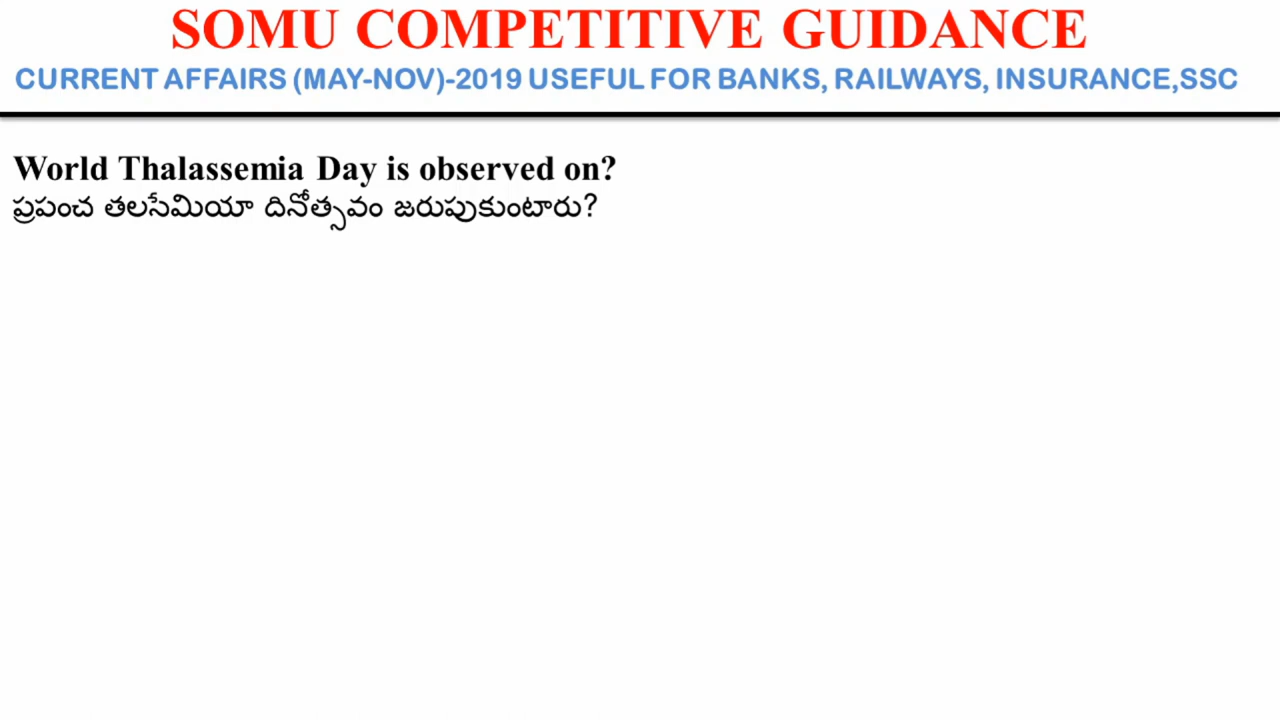 SOMU COMPETITIVE GUIDANCE
CURRENT AFFAIRS (MAY-NOV)-2019 USEFUL FOR BANKS, RAILWAYS, INSURANCE,SSC
World Thalassemia Day is observed on?
ప్రపంచ తలసేమియా దినోత్సవం జరుపుకుంటారు?